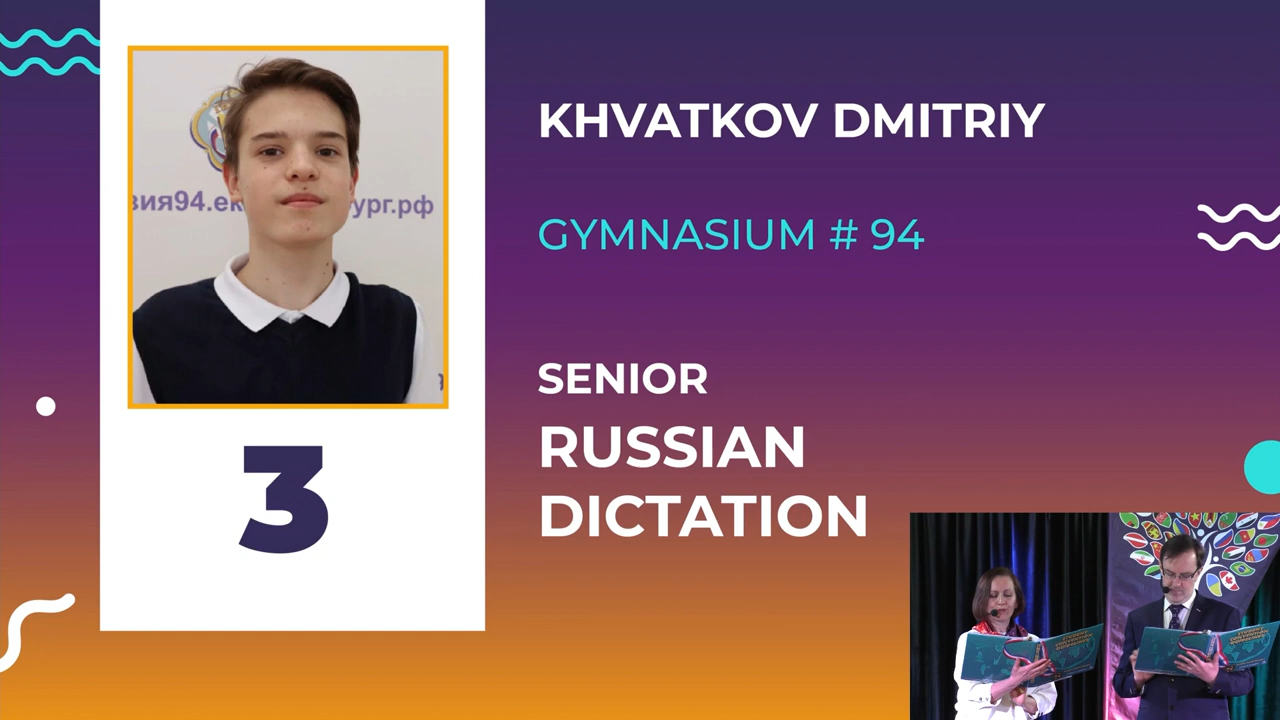 KHVATKOV DMITRIY
GYMNASIUM # 94
SENIOR
RUSSIAN
DICTATION
3